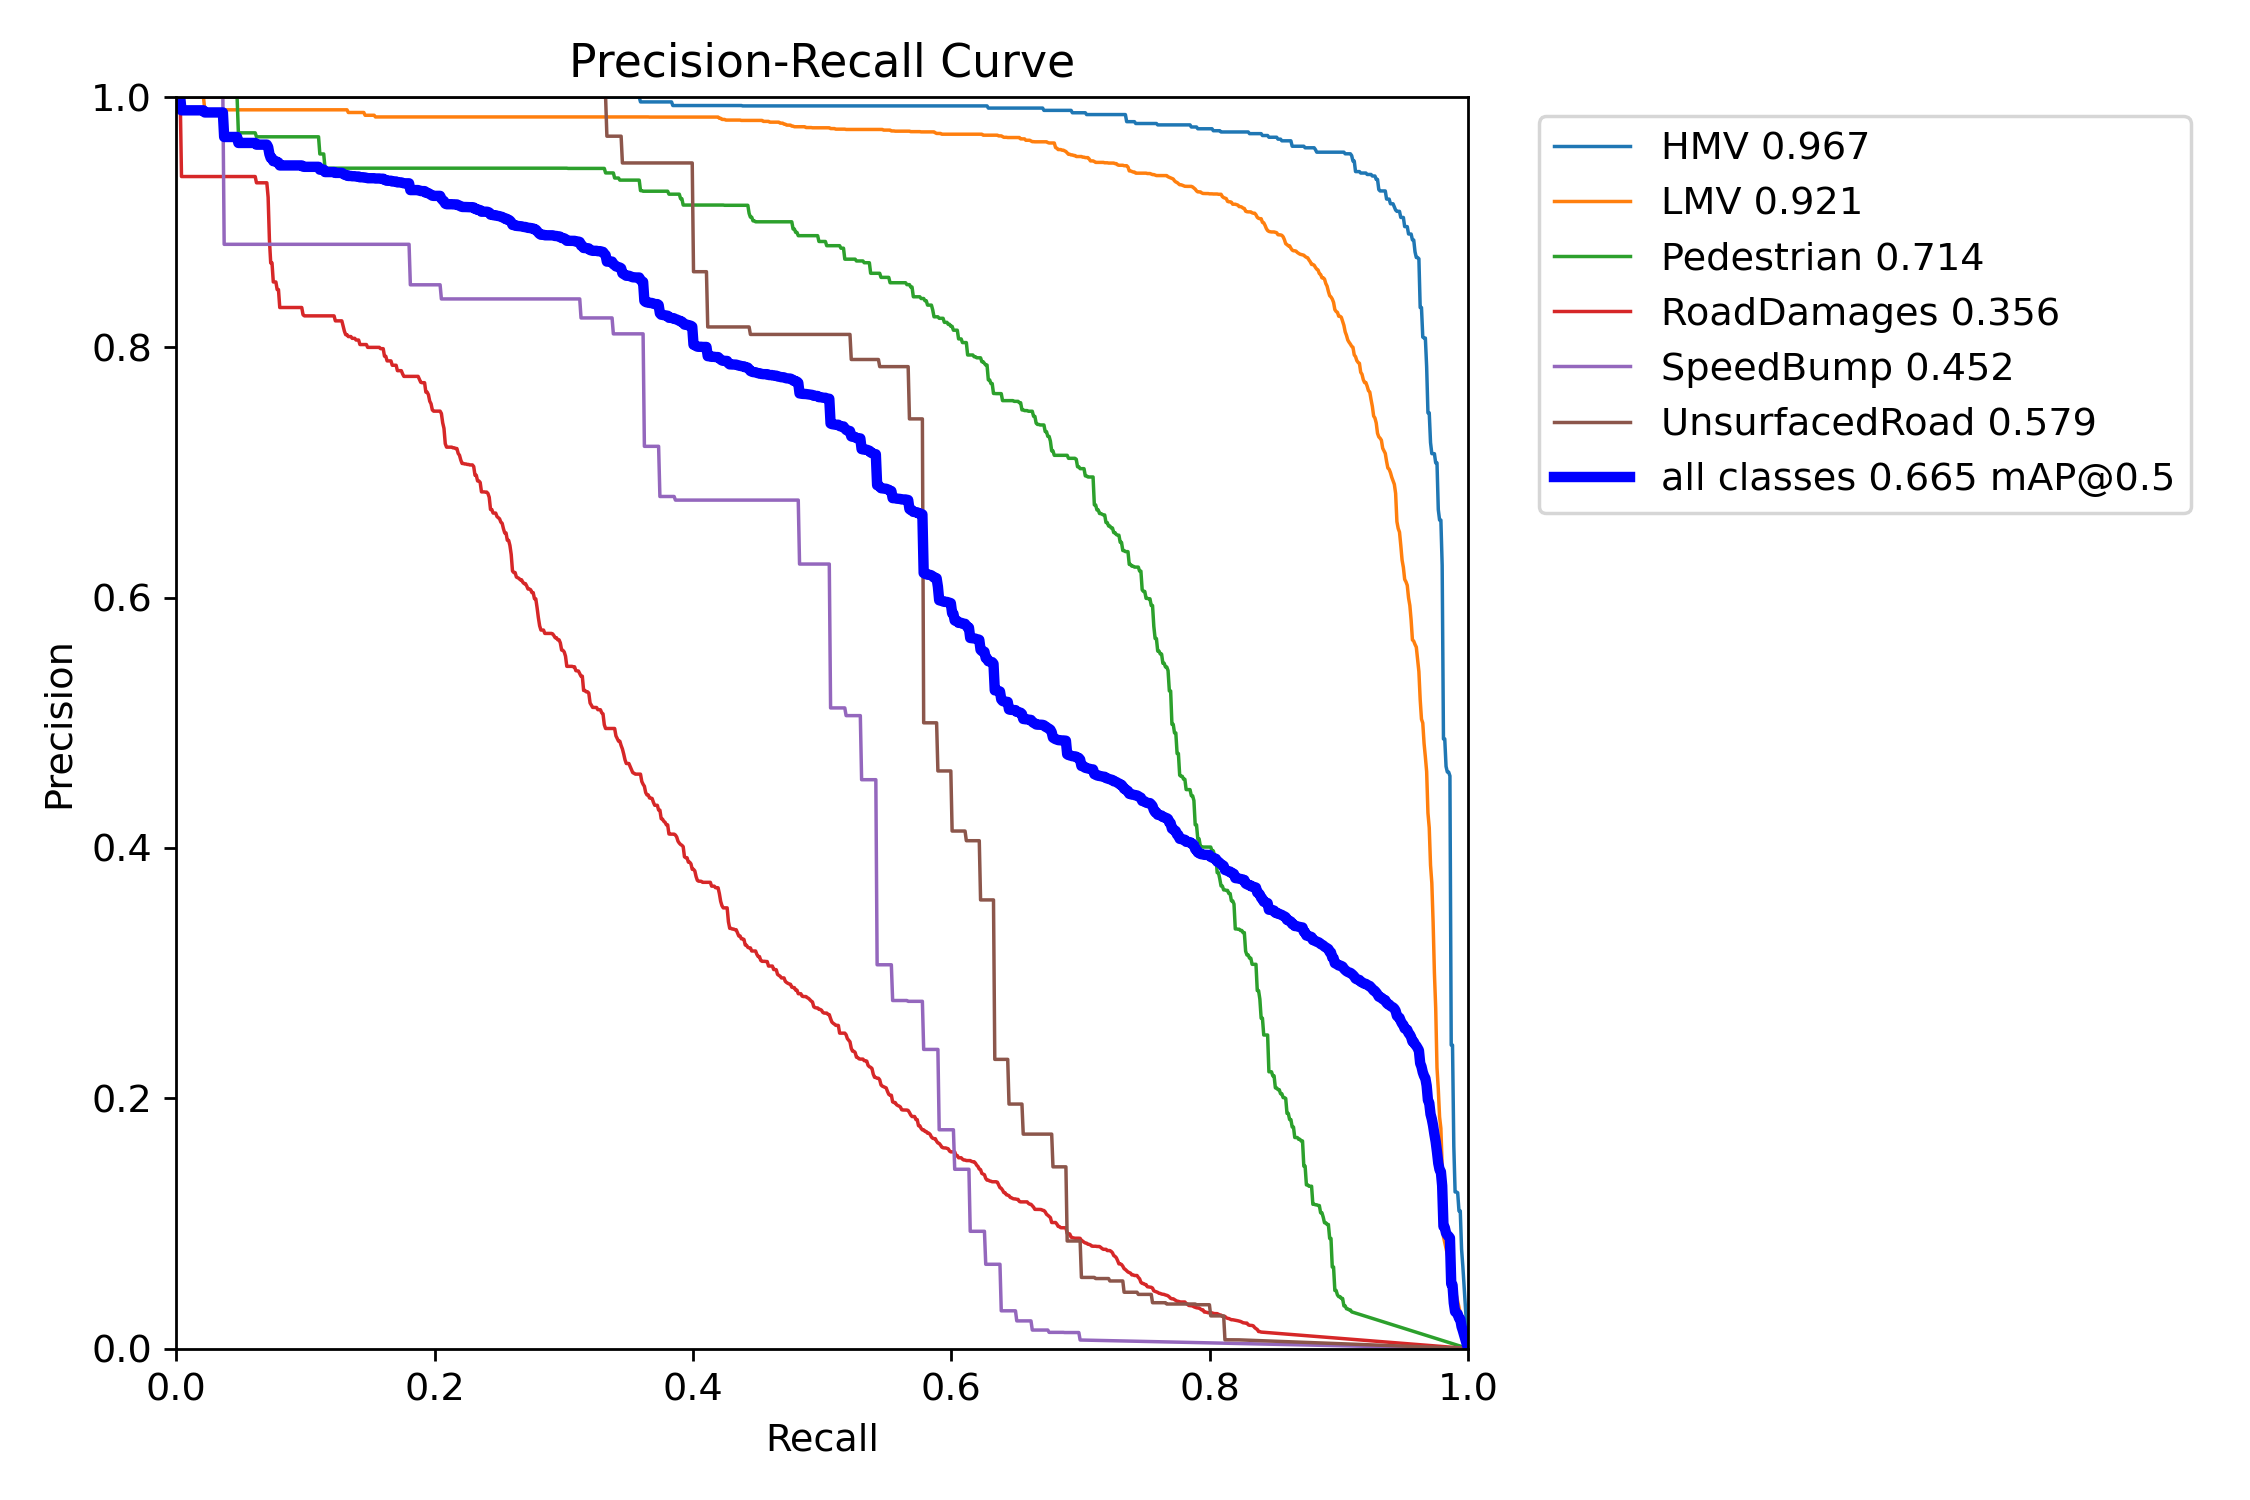 Precision-Recall Curve
1.0
0.8
0.6
0.4
0.2
0.0
Precision
0.0 0.2 0.4 0.6 0.8 1.0
Recall
HMV 0.967
LMV 0.921
Pedestrian 0.714
RoadDamages 0.356
SpeedBump 0.452
UnsurfacedRoad 0.579
all classes 0.665 mAP@0.5